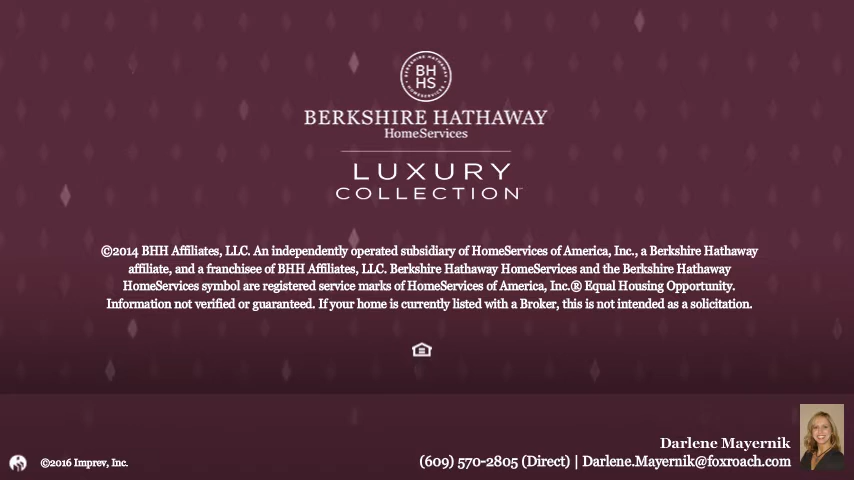 BH
HS
BERKSHIRE HATHAWAY
HomeServices
LUXURY
COLLECTION
©2014 BHH Affiliates, LLC. An independently operated subsidiary of HomeServices of America, Inc., a Berkshire Hathaway
affiliate, and a franchisee of BHH Affiliates, LLC. Berkshire Hathaway HomeServices and the Berkshire Hathaway
HomeServices symbol are registered service marks of HomeServices of America, Inc.® Equal Housing Opportunity.
Information not verified or guaranteed. If your home is currently listed with a Broker, this is not intended as a solicitation.
Darlene Mayernik
(609) 570-2805 (Direct) | Darlene.Mayernik@foxroach.com
©2016 Imprev, Inc.